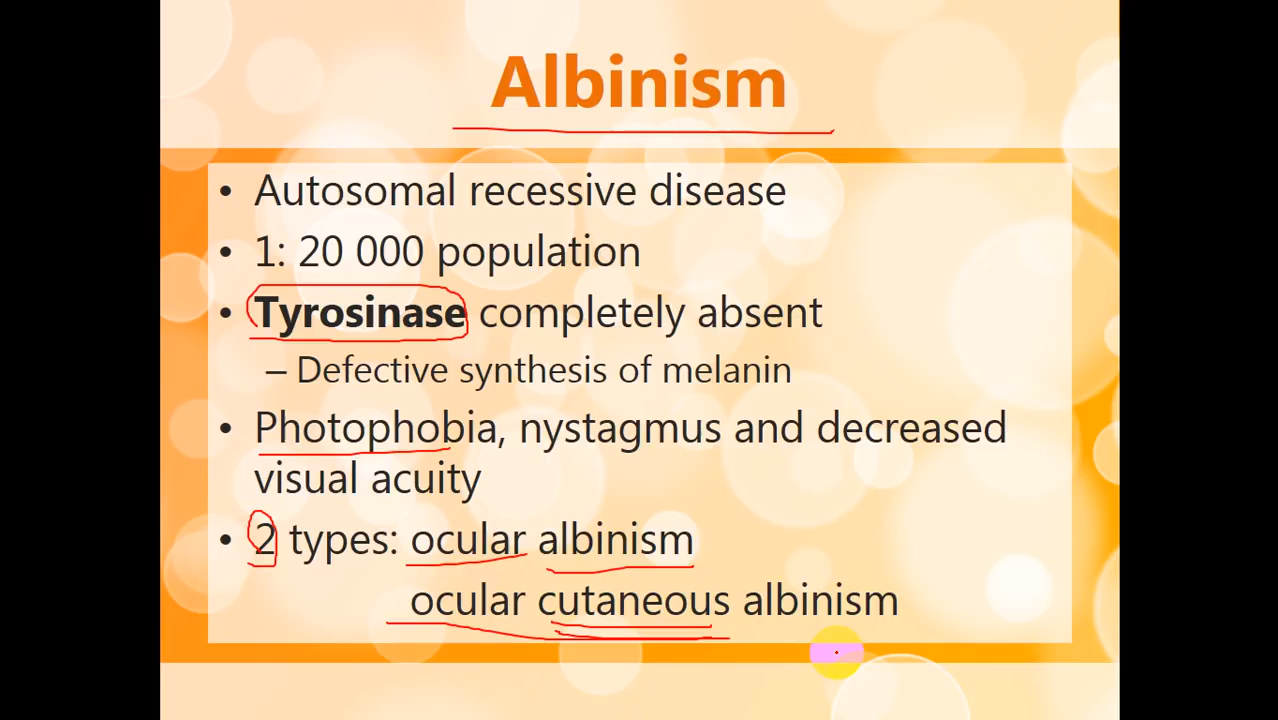 Albinism
• Autosomal recessive disease
• 1: 20 000 population
• Tyrosinase completely absent
– Defective synthesis of melanin
• Photophobia, nystagmus and decreased
visual acuity
• 2 types: ocular albinism
ocular cutaneous albinism